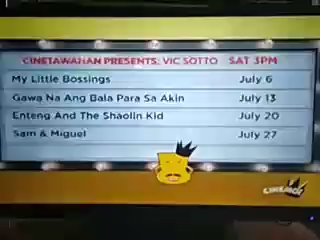 CINETAWANAN PRESENTS: VIC SOTTO SAT 3PM
My Little Bossings July 6
Gawa Na Ang Bala Para Sa Akin July 13
Enteng And The Shaolin Kid July 20
Sam & Miguel July 27
CINEMO!